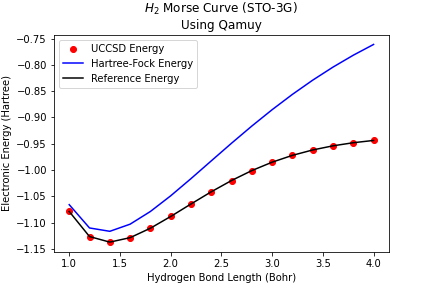 H₂ Morse Curve (STO-3G)
Using Qamuy
UCCSD Energy
Hartree-Fock Energy
Reference Energy
Electronic Energy (Hartree)
−0.75
−0.80
−0.85
−0.90
−0.95
−1.00
−1.05
−1.10
−1.15
1.0 1.5 2.0 2.5 3.0 3.5 4.0
Hydrogen Bond Length (Bohr)